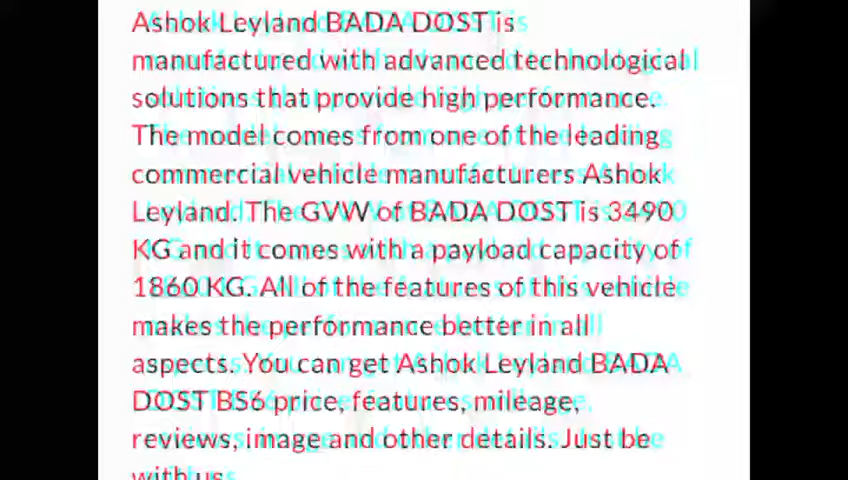 Ashok Leyland BADA DOST is
manufactured with advanced technological
solutions that provide high performance.
The model comes from one of the leading
commercial vehicle manufacturers Ashok
Leyland. The GVW of BADA DOST is 3490
KG and it comes with a payload capacity of
1860 KG. All of the features of this vehicle
makes the performance better in all
aspects. You can get Ashok Leyland BADA
DOST BS6 price, features, mileage,
reviews, image and other details. Just be
with us